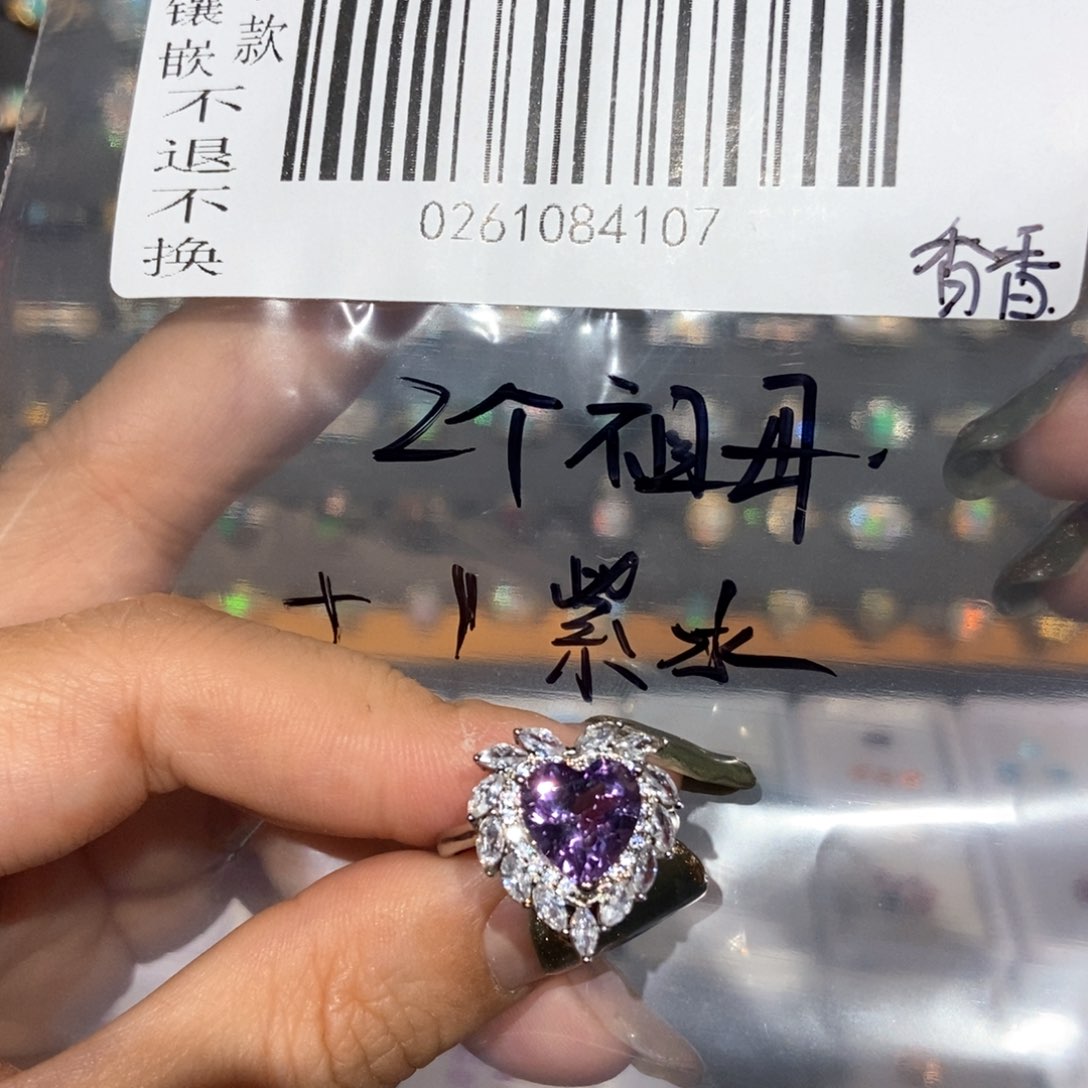 镶嵌不退不换
款
0261084107
香香
2个祖母
+1紫水